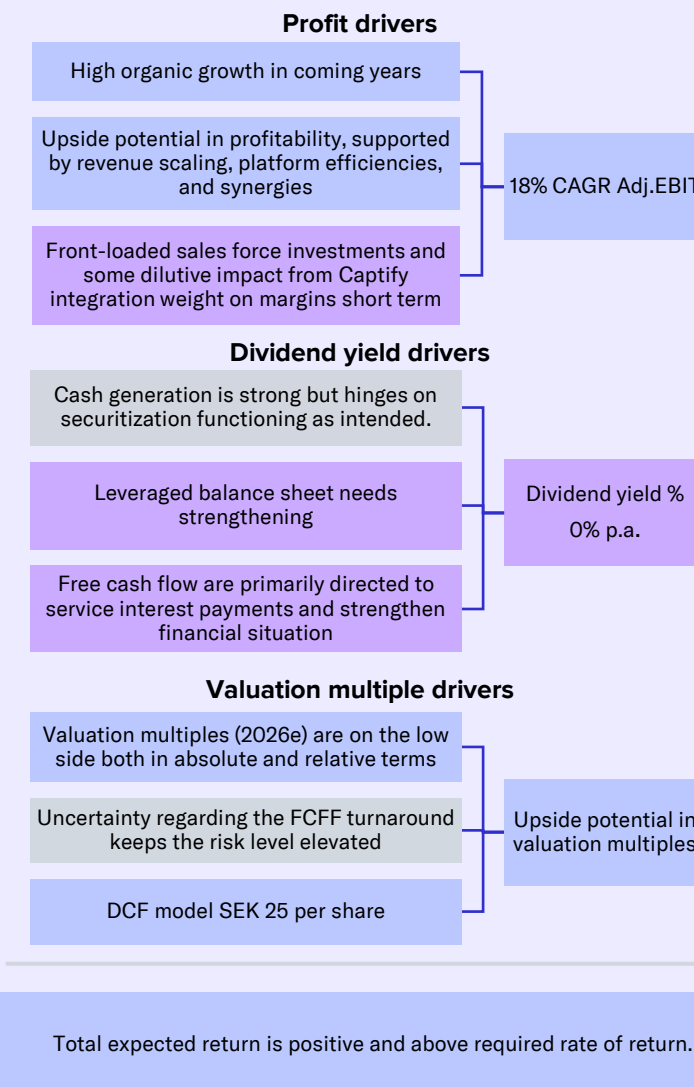 Profit drivers
High organic growth in coming years
Upside potential in profitability, supported
by revenue scaling, platform efficiencies,
and synergies
18% CAGR Adj.EBIT
Front-loaded sales force investments and
some dilutive impact from Captify
integration weight on margins short term
Dividend yield drivers
Cash generation is strong but hinges on
securitization functioning as intended.
Leveraged balance sheet needs
strengthening
Dividend yield %
0% p.a.
Free cash flow are primarily directed to
service interest payments and strengthen
financial situation
Valuation multiple drivers
Valuation multiples (2026e) are on the low
side both in absolute and relative terms
Uncertainty regarding the FCFF turnaround
keeps the risk level elevated
Upside potential in
valuation multiples
DCF model SEK 25 per share
Total expected return is positive and above required rate of return.